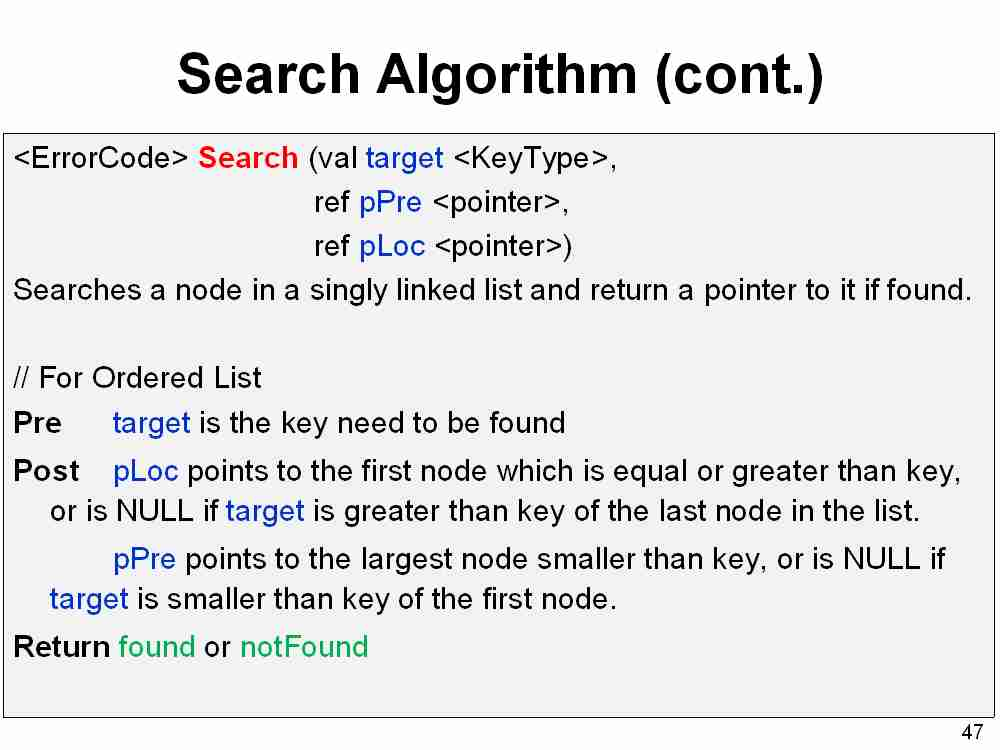 Search Algorithm (cont.)
<ErrorCode> Search (val target <KeyType>,
ref pPre <pointer>,
ref pLoc <pointer>)
Searches a node in a singly linked list and return a pointer to it if found.
// For Ordered List
Pre target is the key need to be found
Post pLoc points to the first node which is equal or greater than key,
or is NULL if target is greater than key of the last node in the list.
pPre points to the largest node smaller than key, or is NULL if
target is smaller than key of the first node.
Return found or notFound
47